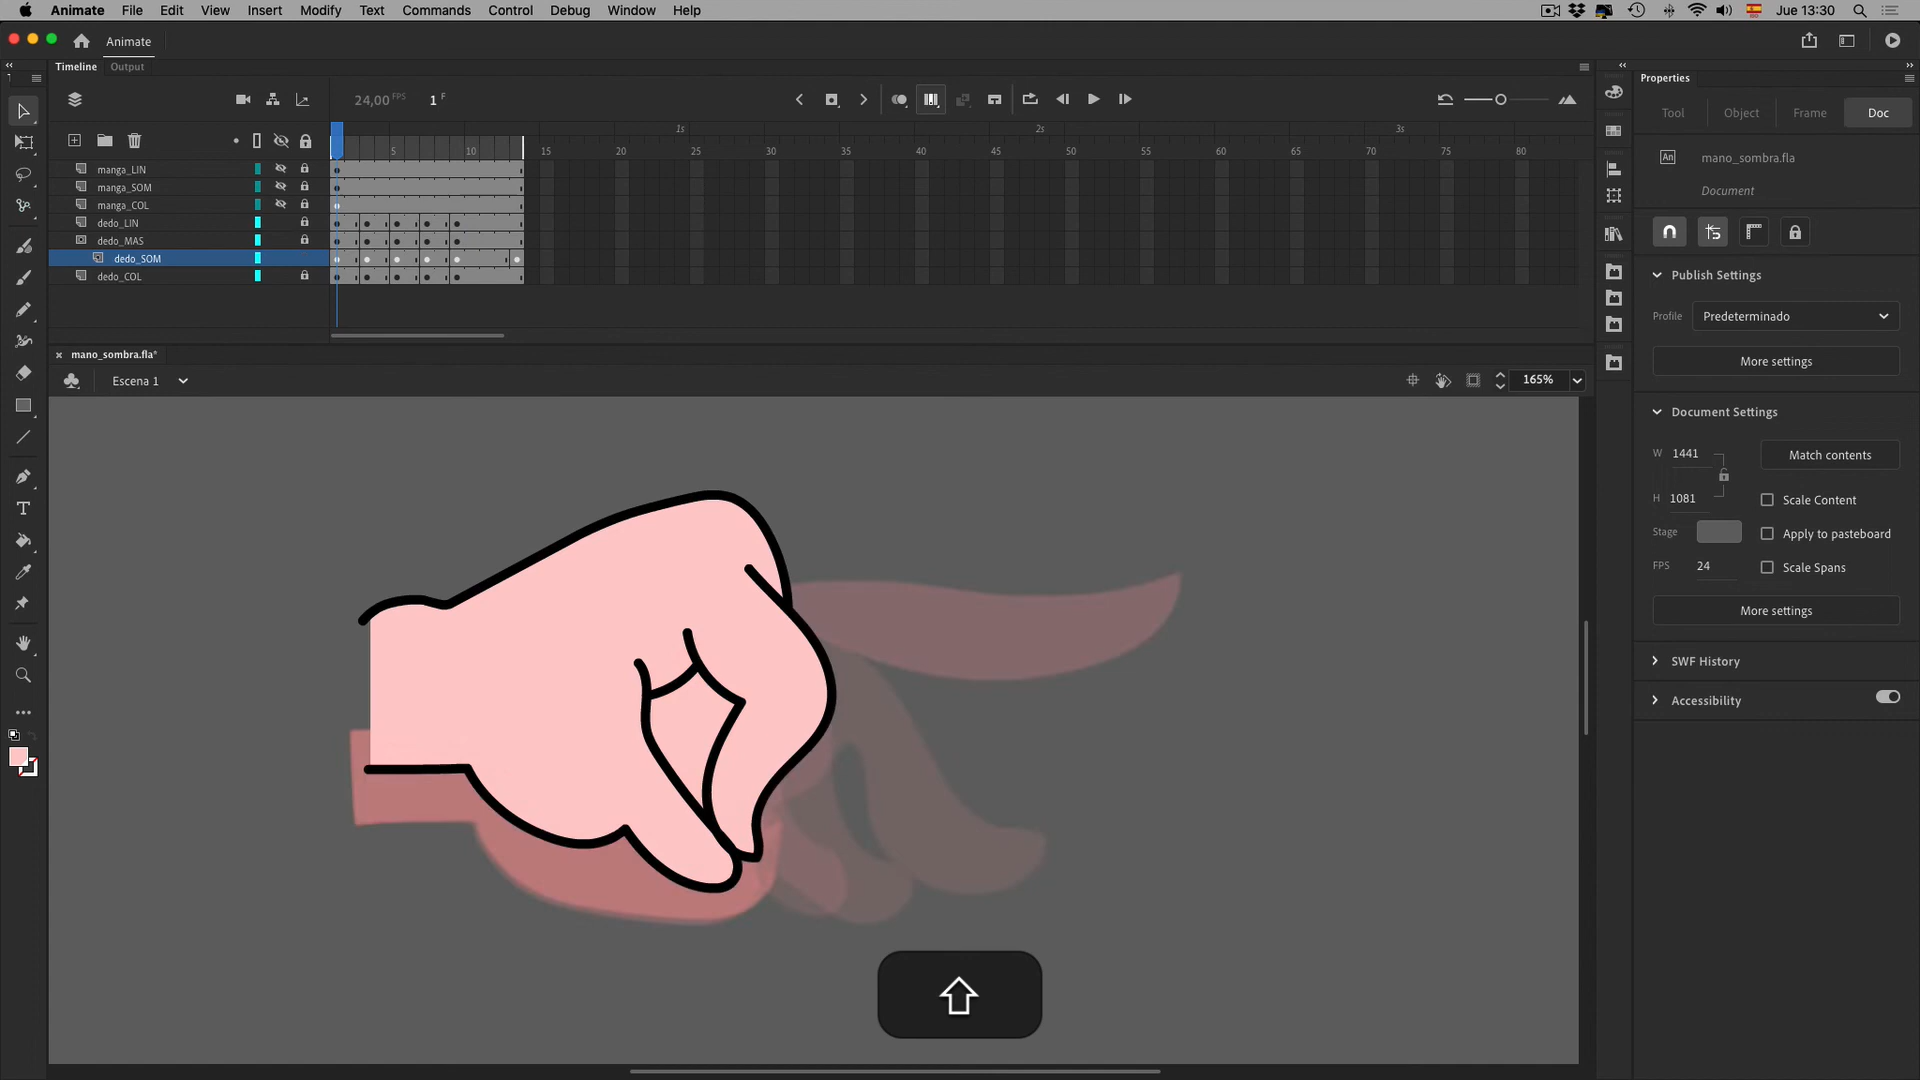 Animate File Edit View Insert Modify Text Commands Control Debug Window Help Jue 13:30
Animate
Timeline Output
Properties
24,00 FPS 1 F
Tool Object Frame Doc
1s 2s 3s
5 10 15 20 25 30 35 40 45 50 55 60 65 70 75 80
manga_LIN
manga_SOM
manga_COL
dedo_LIN
dedo_MAS
dedo_SOM
dedo_COL
An mano_sombra.fla
Document
Publish Settings
Profile Predeterminado
More settings
mano_sombra.fla*
Escena 1
165%
Document Settings
W 1441
Match contents
H 1081
Scale Content
Stage
Apply to pasteboard
FPS 24
Scale Spans
More settings
SWF History
Accessibility